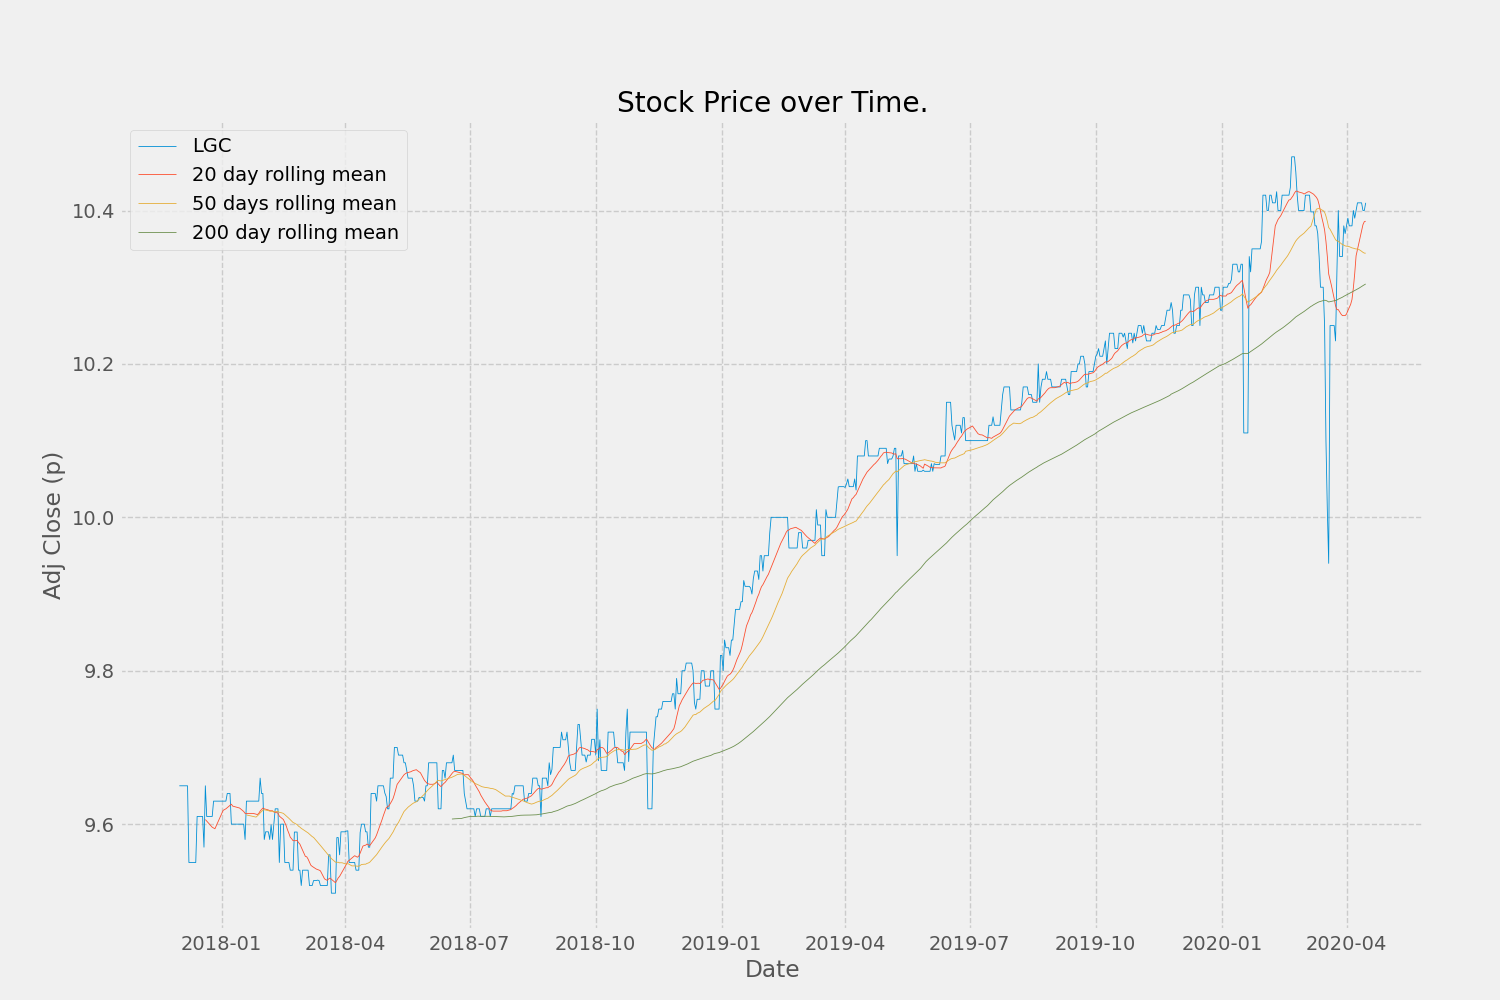 Stock Price over Time.
LGC
20 day rolling mean
50 days rolling mean
200 day rolling mean
Adj Close (p)
10.4
10.2
10.0
9.8
9.6
2018-01 2018-04 2018-07 2018-10 2019-01 2019-04 2019-07 2019-10 2020-01 2020-04
Date